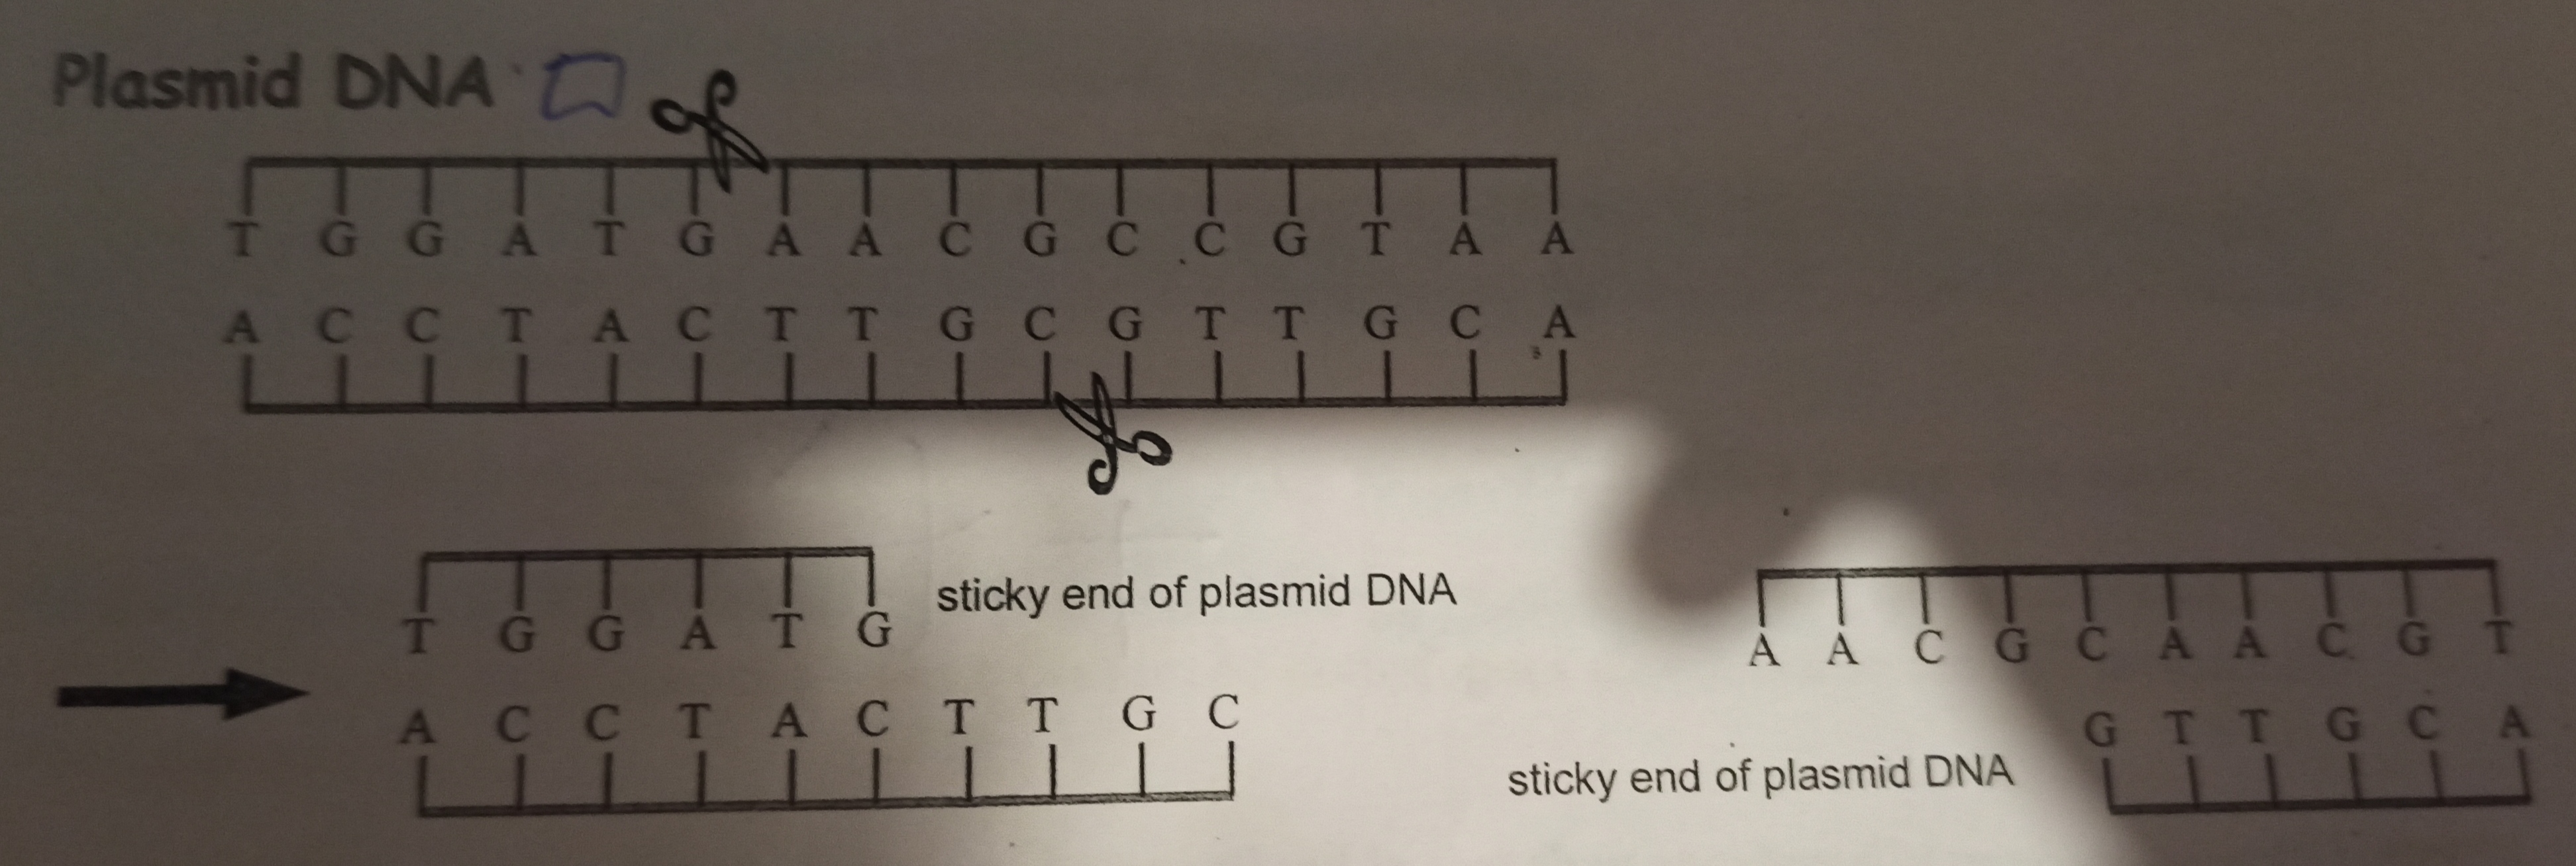 Plasmid DNA
T G G A T G A A C G C C G T A A
A C C T A C T T G C G T T G C A
sticky end of plasmid DNA
T G G A T G
A C C T A C T T G C
A A C G C A A C G T
G T T G C A
sticky end of plasmid DNA